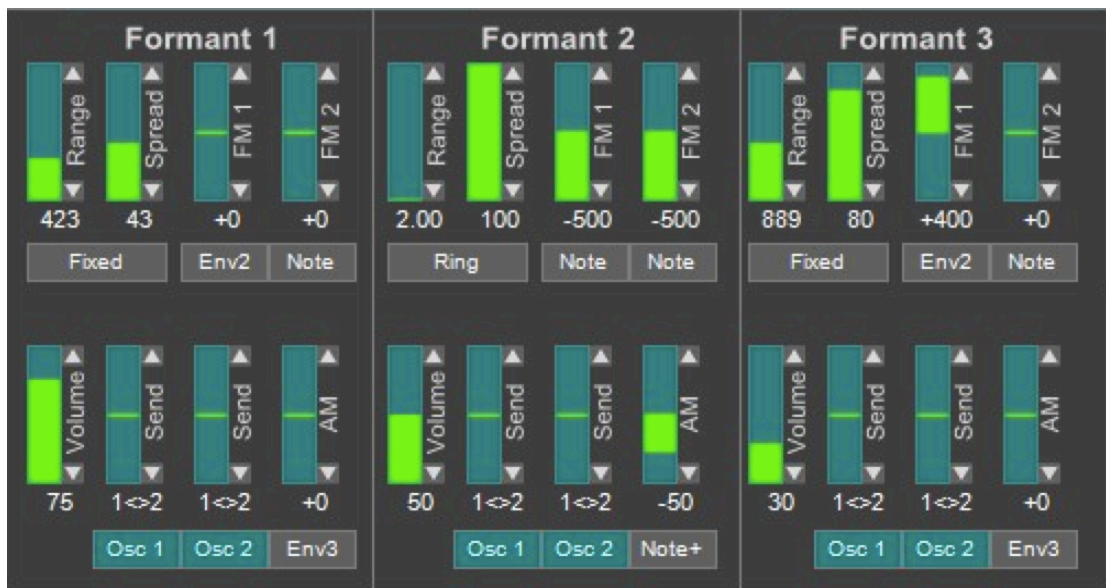 Formant 1
Range
Spread
FM 1
FM 2
423 43 +0 +0
Fixed Env2 Note
Volume
Send
Send
AM
75 1<>2 1<>2 +0
Osc 1 Osc 2 Env3
Formant 2
Range
Spread
FM 1
FM 2
2.00 100 -500 -500
Ring Note Note
Volume
Send
Send
AM
50 1<>2 1<>2 -50
Osc 1 Osc 2 Note+
Formant 3
Range
Spread
FM 1
FM 2
889 80 +400 +0
Fixed Env2 Note
Volume
Send
Send
AM
30 1<>2 1<>2 +0
Osc 1 Osc 2 Env3